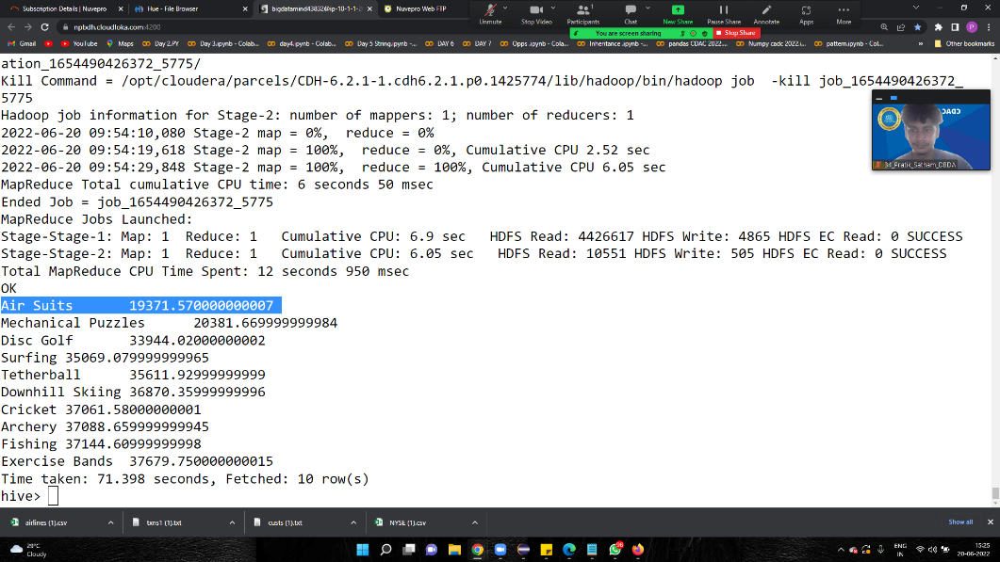 Subscription Details | Nuvepro
Hue - File Browser
bigdatamind43832@ip-10-1-1-2
Nuvepro Web FTP
Unmute
Stop Video
Participants
1
Chat
New Share
Pause Share
Annotate
Apps
More
npbdh.cloudloka.com:4200
You are screen sharing
Stop Share
Gmail
YouTube
Maps
Day 2.PY
Day 3.ipynb - Colab...
day4.ipynb - Colab...
Day 5 String.ipynb -...
DAY 6
DAY 7
Opps.ipynb - Colab...
Inheritance .ipynb -...
pandas CDAC 2022...
Numpy cadc 2022.i...
pattern.ipynb - Col...
Other bookmarks
ation_1654490426372_5775/
Kill Command = /opt/cloudera/parcels/CDH-6.2.1-1.cdh6.2.1.p0.1425774/lib/hadoop/bin/hadoop job  -kill job_1654490426372_
5775
Hadoop job information for Stage-2: number of mappers: 1; number of reducers: 1
2022-06-20 09:54:10,080 Stage-2 map = 0%,  reduce = 0%
2022-06-20 09:54:19,618 Stage-2 map = 100%,  reduce = 0%, Cumulative CPU 2.52 sec
2022-06-20 09:54:29,848 Stage-2 map = 100%,  reduce = 100%, Cumulative CPU 6.05 sec
MapReduce Total cumulative CPU time: 6 seconds 50 msec
Ended Job = job_1654490426372_5775
MapReduce Jobs Launched:
Stage-Stage-1: Map: 1  Reduce: 1   Cumulative CPU: 6.9 sec   HDFS Read: 4426617 HDFS Write: 4865 HDFS EC Read: 0 SUCCESS
Stage-Stage-2: Map: 1  Reduce: 1   Cumulative CPU: 6.05 sec   HDFS Read: 10551 HDFS Write: 505 HDFS EC Read: 0 SUCCESS
Total MapReduce CPU Time Spent: 12 seconds 950 msec
OK
Air Suits       19371.570000000007
Mechanical Puzzles      20381.669999999984
Disc Golf       33944.02000000002
Surfing 35069.079999999965
Tetherball      35611.92999999999
Downhill Skiing 36870.35999999996
Cricket 37061.58000000001
Archery 37088.659999999945
Fishing 37144.60999999998
Exercise Bands  37679.750000000015
Time taken: 71.398 seconds, Fetched: 10 row(s)
hive>
CDAC
34_Pratik_Satham_DBDA
airlines (1).csv
txns1 (1).txt
custs (1).txt
NYSE (1).csv
Show all
29°C
Cloudy
ENG
IN
15:25
20-06-2022